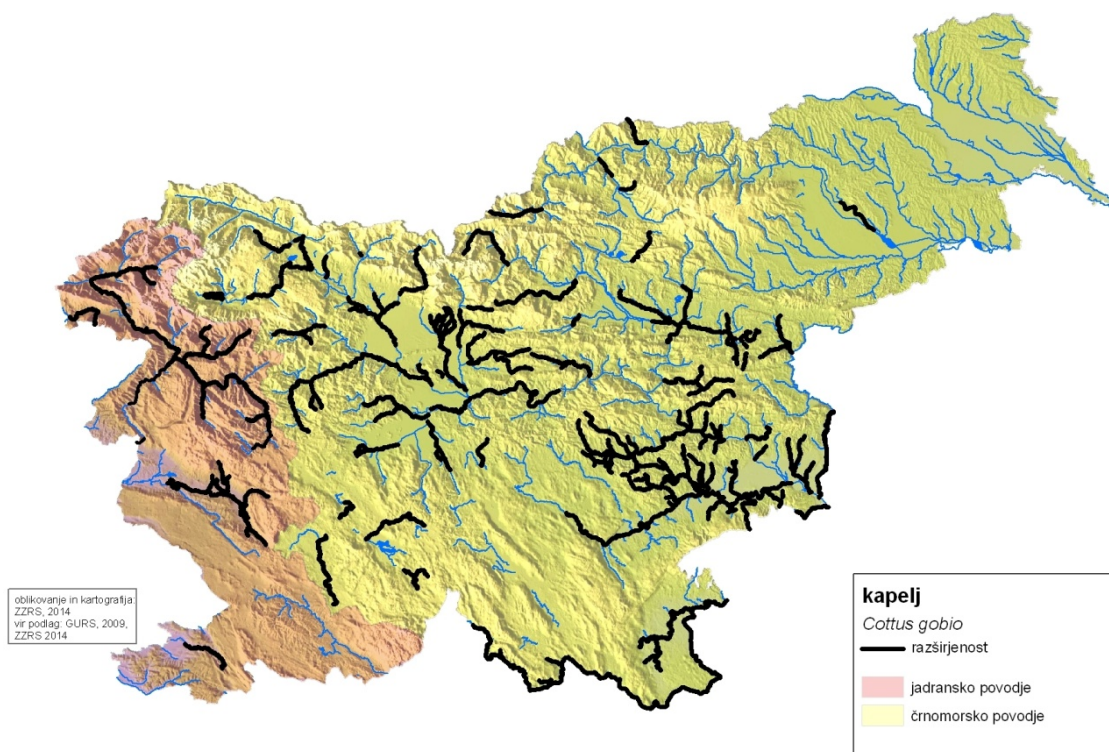 oblikovanje in kartografija:
ZZRS, 2014
vir podlag: GURS, 2009,
ZZRS 2014
kapelj
Cottus gobio
razširjenost
jadransko povodje
črnomorsko povodje